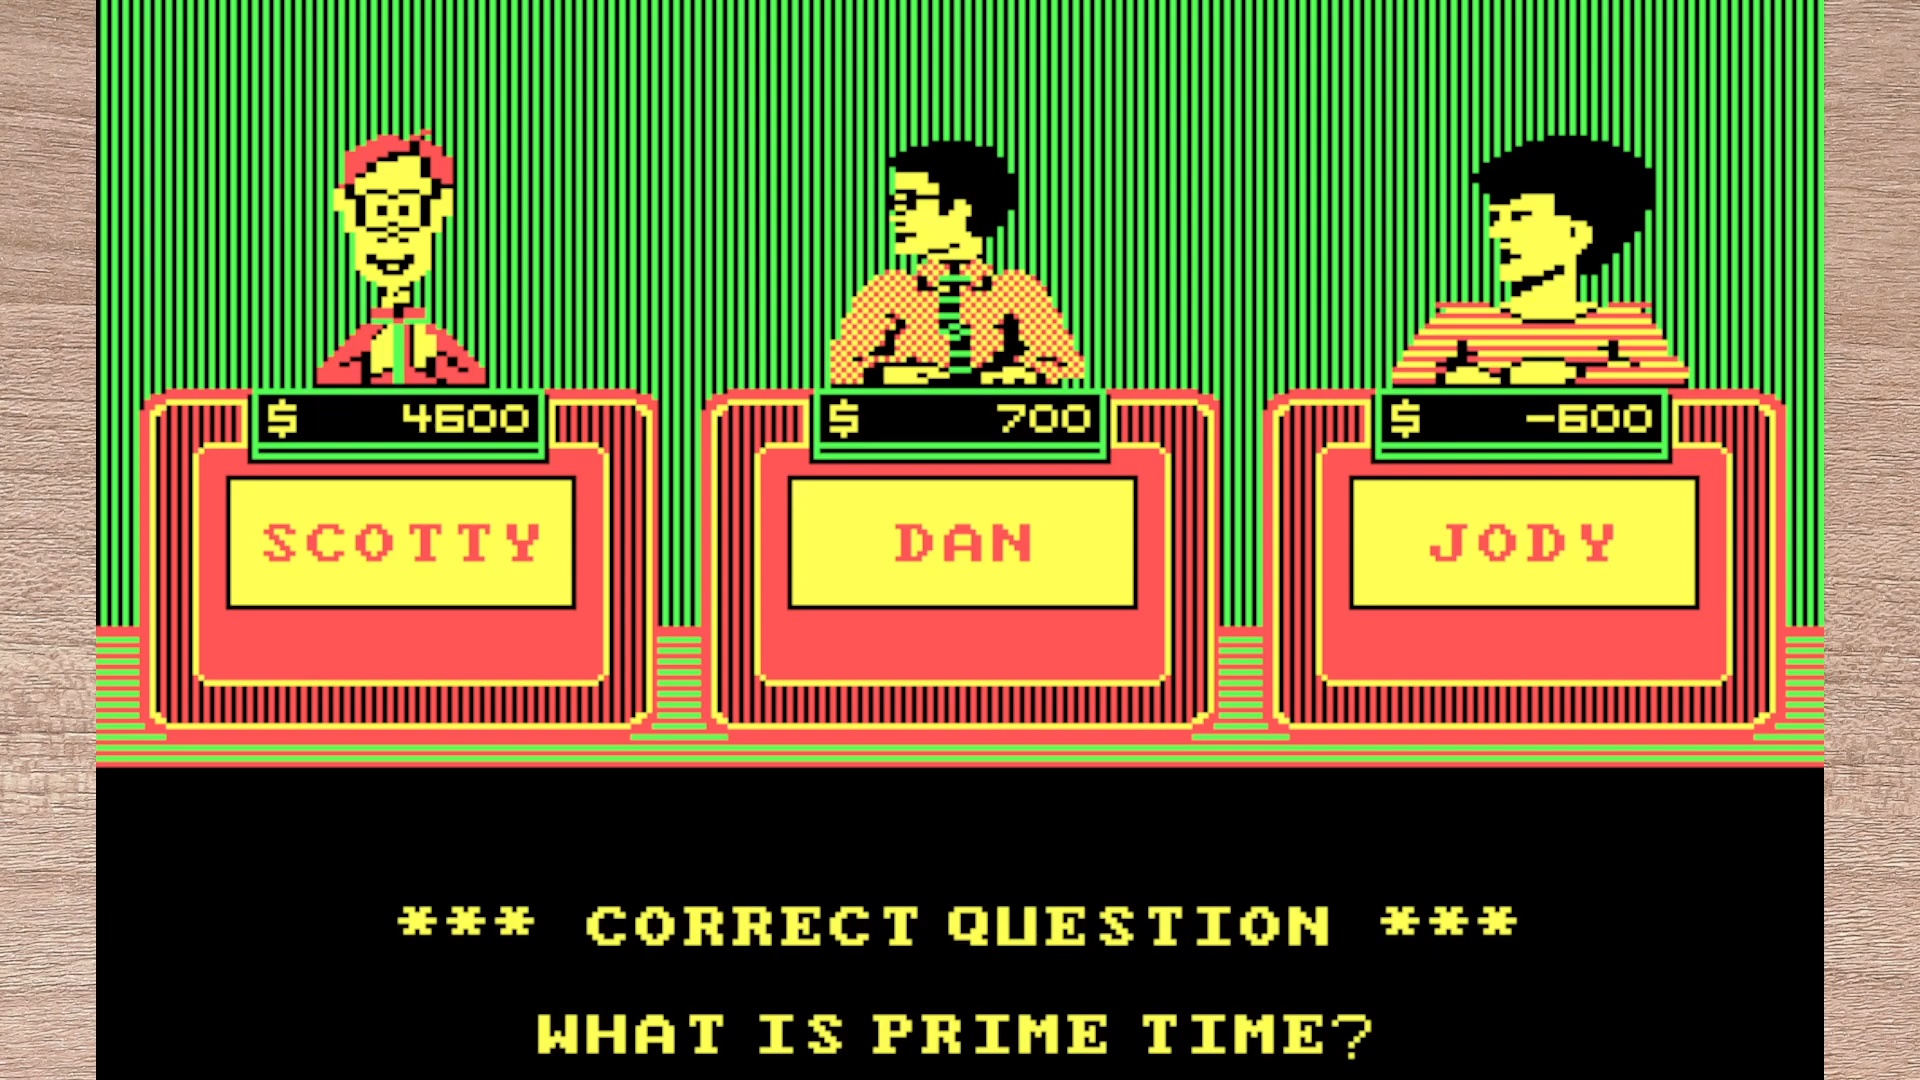 $ 4600
$ 700
$ -600
SCOTTY
DAN
JODY
*** CORRECT QUESTION ***
WHAT IS PRIME TIME?